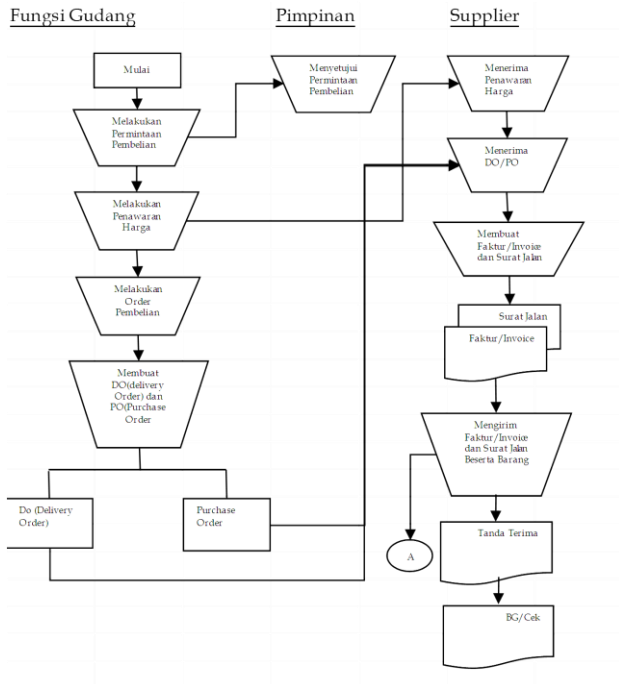 Fungsi Gudang
Pimpinan
Supplier
Mulai
Melakukan
Permintaan
Pembelian
Melakukan
Penawaran
Harga
Melakukan
Order
Pembelian
Membuat
DO(delivery
Order) dan
PO(Purchase
Order
Do (Delivery
Order)
Purchase
Order
Menyetujui
Permintaan
Pembelian
Menerima
Penawaran
Harga
Menerima
DO/PO
Membuat
Faktur/Invoice
dan Surat Jalan
Surat Jalan
Faktur/Invoice
Mengirim
Faktur/Invoice
dan Surat Jalan
Beserta Barang
A
Tanda Terima
BG/Cek